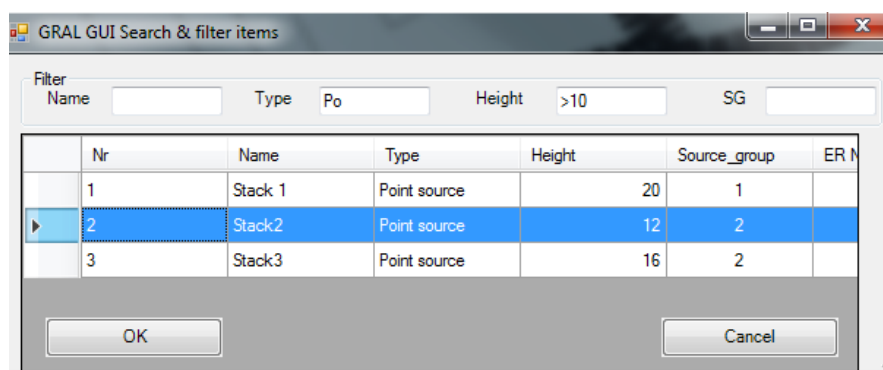 GRAL GUI Search & filter items
Filter
Name Type Po Height >10 SG
Nr Name Type Height Source_group ER N
1 Stack 1 Point source 20 1
2 Stack2 Point source 12 2
3 Stack3 Point source 16 2
OK Cancel